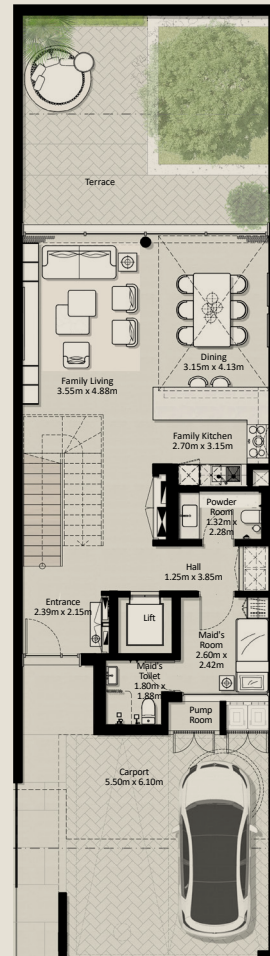 Terrace
Dining
3.15m x 4.13m
Family Living
3.55m x 4.88m
Family Kitchen
2.70m x 3.15m
Powder
Room
1.32m x
2.28m
Hall
1.25m x 3.85m
Entrance
2.39m x 2.15m
Lift
Maid's
Room
2.60m x
2.42m
Maid's
Toilet
1.80m x
1.88m
Pump
Room
Carport
5.50m x 6.10m